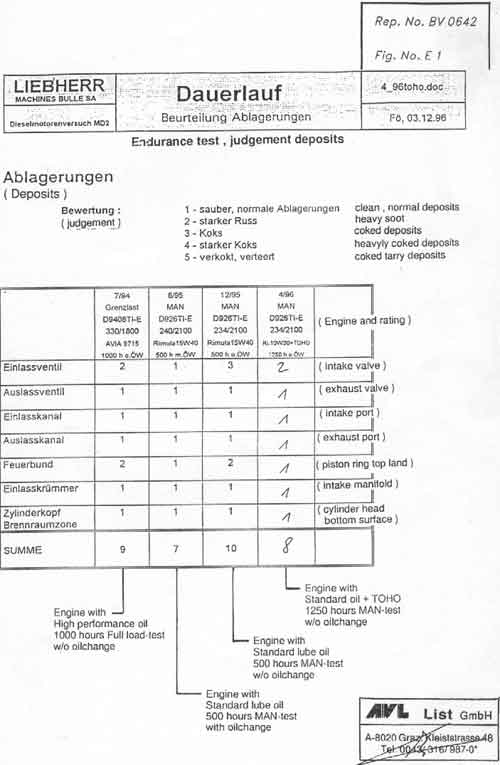 Rep. No. BV 0642
Fig. No. E 1
LIEBHERR
MACHINES BULLE SA
Dieselmotorenversuch MD2
Dauerlauf
Beurteilung Ablagerungen
4_96toho.doc
Fö, 03.12.96
Endurance test , judgement deposits
Ablagerungen
( Deposits )
Bewertung :
( judgement )
1 - sauber, normale Ablagerungen clean , normal deposits
2 - starker Russ heavy soot
3 - Koks coked deposits
4 - starker Koks heavyly coked deposits
5 - verkokt, verteert coked tarry deposits
7/94 6/95 12/95 4/96
Grenzlast MAN MAN MAN
D9408TI-E D926TI-E D926TI-E D926TI-E
330/1800 240/2100 234/2100 234/2100
( Engine and rating )
AVIA 9715 Rimula15W40 Rimula15W40
1000 h o.ÖW 500 h m.ÖW 500 h o.ÖW 1250 h o.ÖW
Einlassventil 2 1 3 2 ( intake valve )
Auslassventil 1 1 1 1 ( exhaust valve )
Einlasskanal 1 1 1 1 ( intake port )
Auslasskanal 1 1 1 1 ( exhaust port )
Feuerbund 2 1 2 1 ( piston ring top land )
Einlasskrümmer 1 1 1 1 ( intake manifold )
Zylinderkopf 1 1 1 1 ( cylinder head
Brennraumzone bottom surface )
SUMME 9 7 10 8
Engine with
Standard oil + TOHO
1250 hours MAN-test
w/o oilchange
Engine with
High performance oil
1000 hours Full load-test
w/o oilchange
Engine with
Standard lube oil
500 hours MAN-test
w/o oilchange
Engine with
Standard lube oil
500 hours MAN-test
with oilchange
AVL List GmbH
A-8020 Graz, Kleiststrasse 48
Tel. 0043/316/987-0*